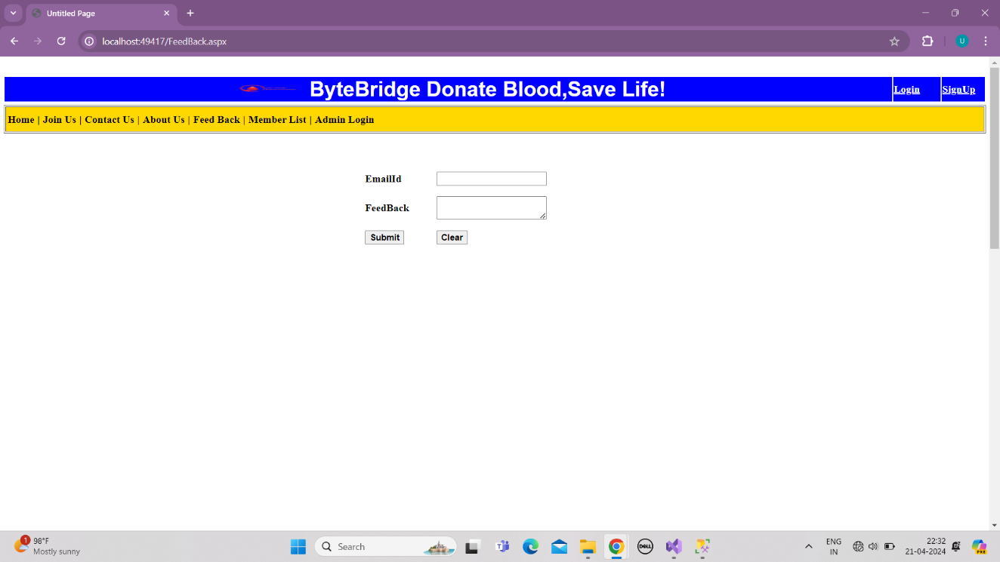 Untitled Page
localhost:49417/FeedBack.aspx
U
ByteBridge Donate Blood,Save Life!
Login
SignUp
Home | Join Us | Contact Us | About Us | Feed Back | Member List | Admin Login
EmailId
FeedBack
Submit
Clear
1
98°F
Mostly sunny
Search
DELL
ENG
IN
22:32
21-04-2024
PRE